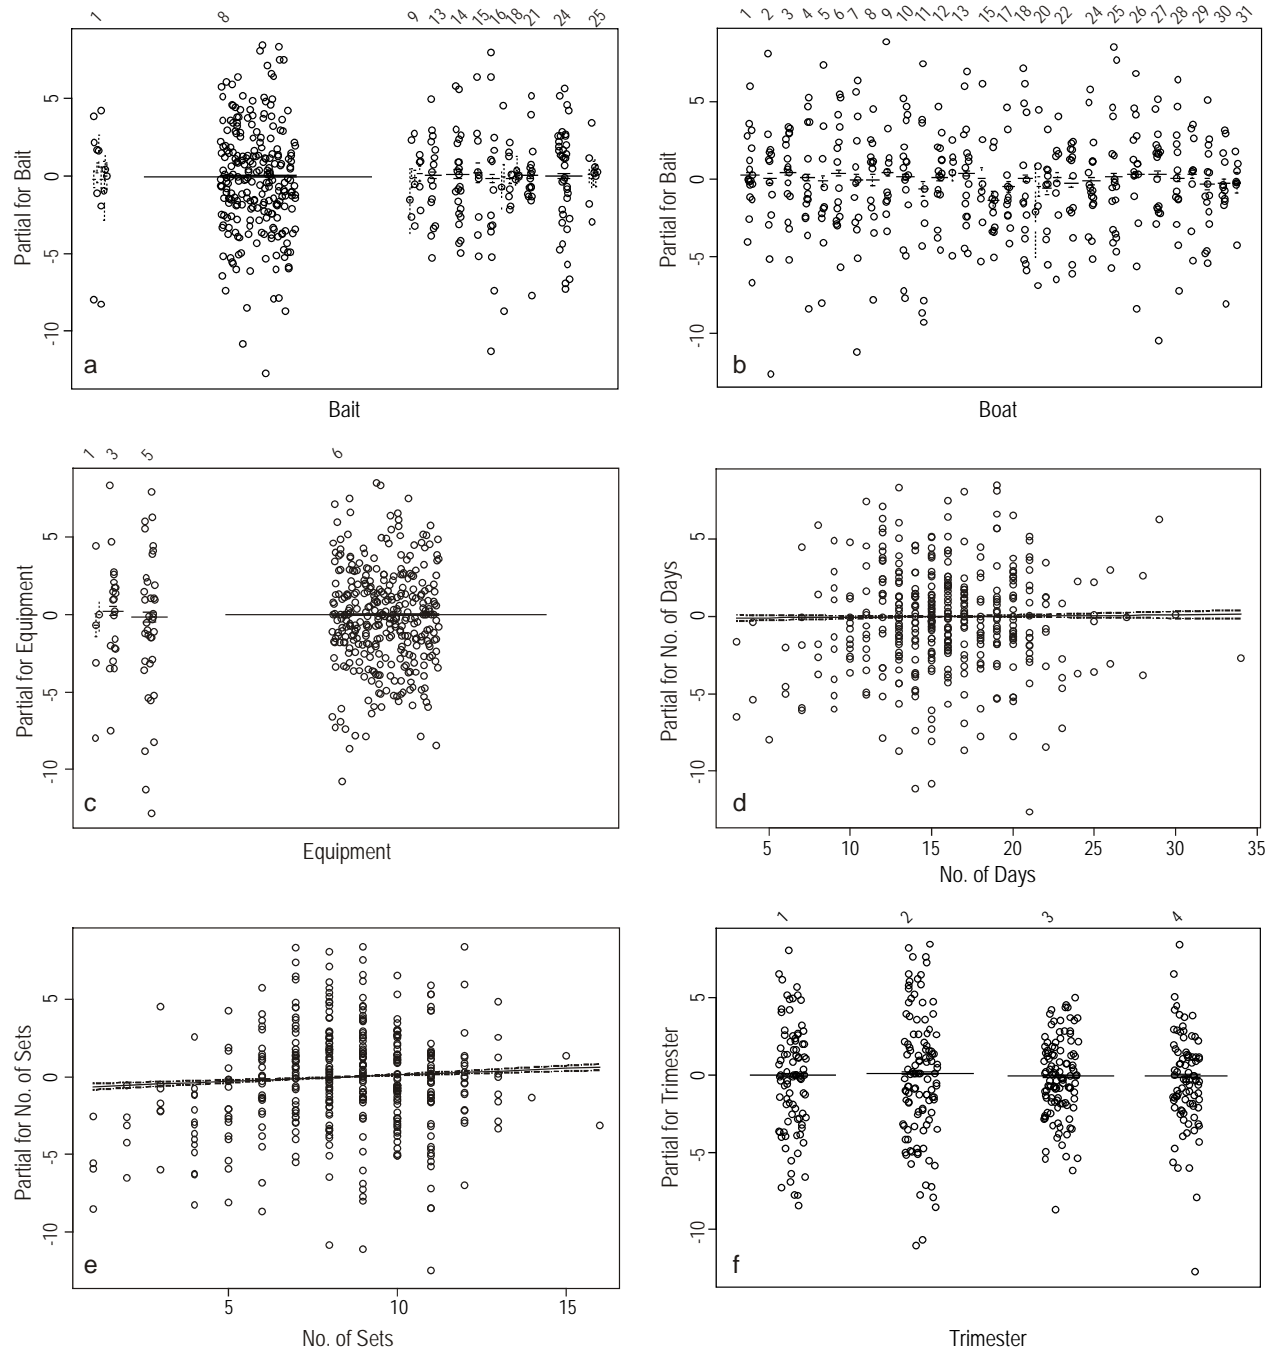 1 8 9 13 14 15 16 18 21 24 25
5
0
-5
-10
Partial for Bait
a
Bait
1 2 3 4 5 6 7 8 9 10 11 12 13 15 17 18 20 22 24 25 26 27 28 29 30 31
5
0
-5
-10
Partial for Bait
b
Boat
1 3 5 6
5
0
-5
-10
Partial for Equipment
c
Equipment
5
0
-5
-10
Partial for No. of Days
d
5 10 15 20 25 30 35
No. of Days
5
0
-5
-10
Partial for No. of Sets
e
5 10 15
No. of Sets
1 2 3 4
5
0
-5
-10
Partial for Trimester
f
Trimester